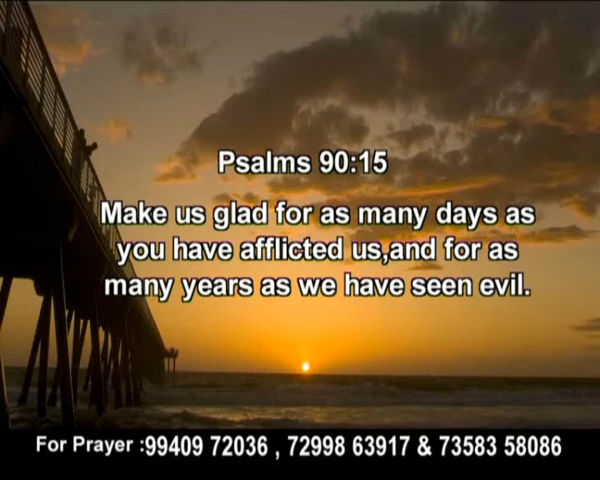 Psalms 90:15
Make us glad for as many days as
you have afflicted us,and for as
many years as we have seen evil.
For Prayer :99409 72036 , 72998 63917 & 73583 58086